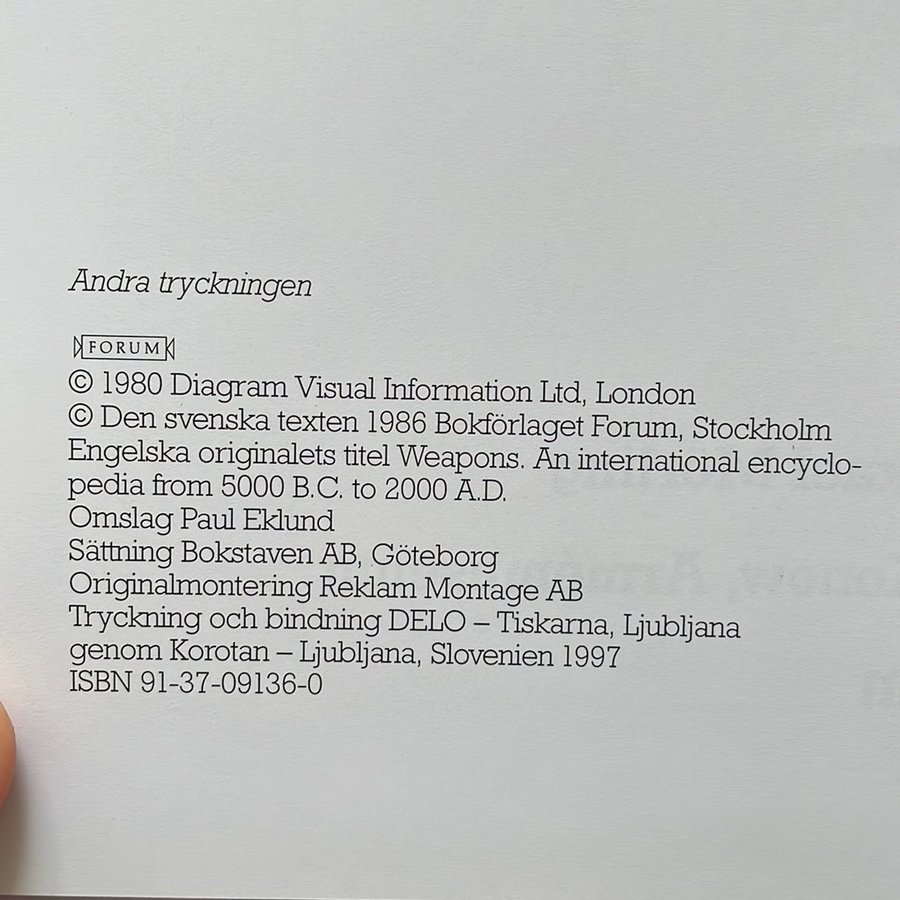 Andra tryckningen
FORUM
© 1980 Diagram Visual Information Ltd, London
© Den svenska texten 1986 Bokförlaget Forum, Stockholm
Engelska originalets titel Weapons. An international encyclo-
pedia from 5000 B.C. to 2000 A.D.
Omslag Paul Eklund
Sättning Bokstaven AB, Göteborg
Originalmontering Reklam Montage AB
Tryckning och bindning DELO – Tiskarna, Ljubljana
genom Korotan – Ljubljana, Slovenien 1997
ISBN 91-37-09136-0